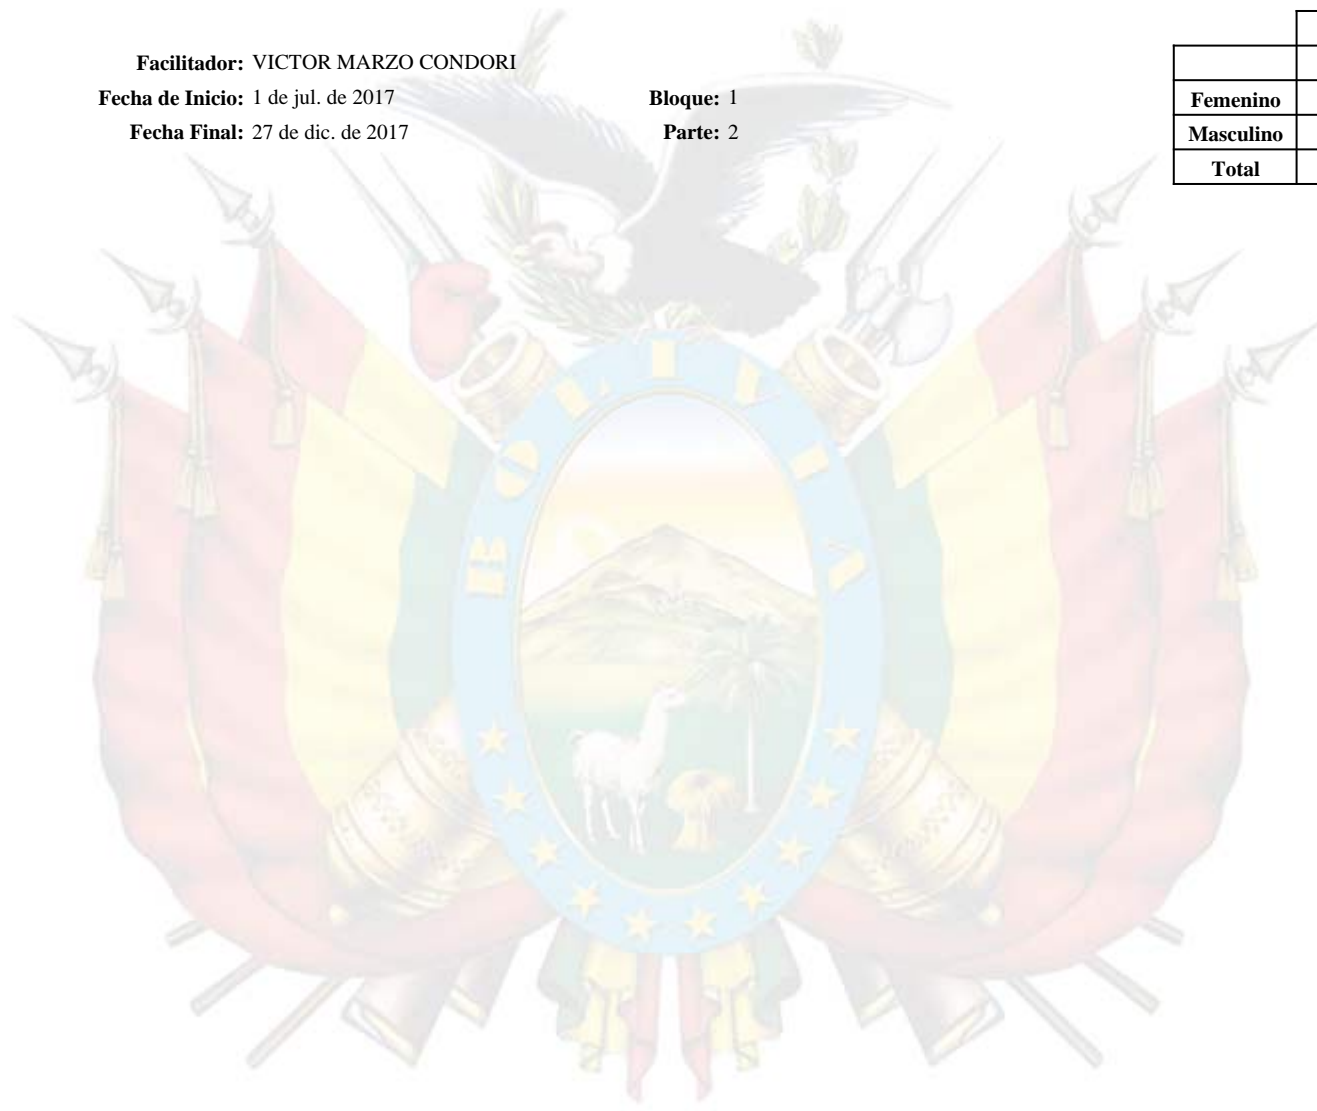 Facilitador: VICTOR MARZO CONDORI
Fecha de Inicio: 1 de jul. de 2017 Bloque: 1
Fecha Final: 27 de dic. de 2017 Parte: 2
Femenino
Masculino
Total
BOLIVIA